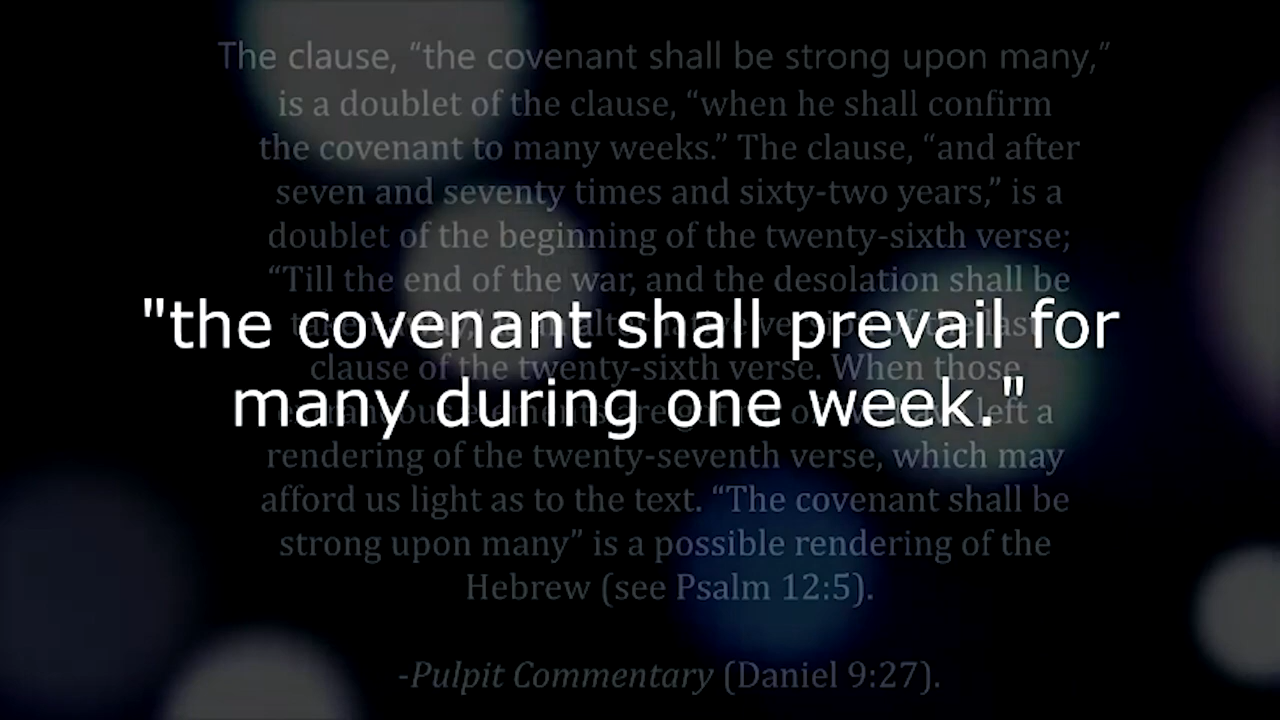 The clause, “the covenant shall be strong upon many,”
is a doublet of the clause, “when he shall confirm
the covenant to many weeks.” The clause, “and after
seven and seventy times and sixty-two years,” is a
doublet of the beginning of the twenty-sixth verse;
“Till the end of the war, and the desolation shall be
"the covenant shall prevail for
clause of the twenty-sixth verse. When those
many during one week."
left a
rendering of the twenty-seventh verse, which may
afford us light as to the text. “The covenant shall be
strong upon many” is a possible rendering of the
Hebrew (see Psalm 12:5).
-Pulpit Commentary (Daniel 9:27).